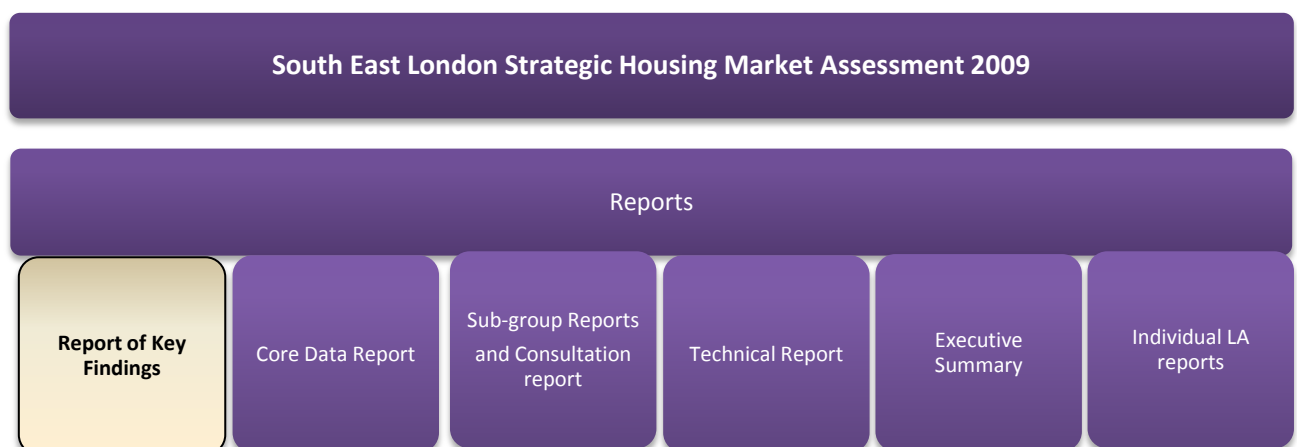 South East London Strategic Housing Market Assessment 2009
Reports
Report of Key
Findings
Core Data Report
Sub-group Reports
and Consultation
report
Technical Report
Executive
Summary
Individual LA
reports